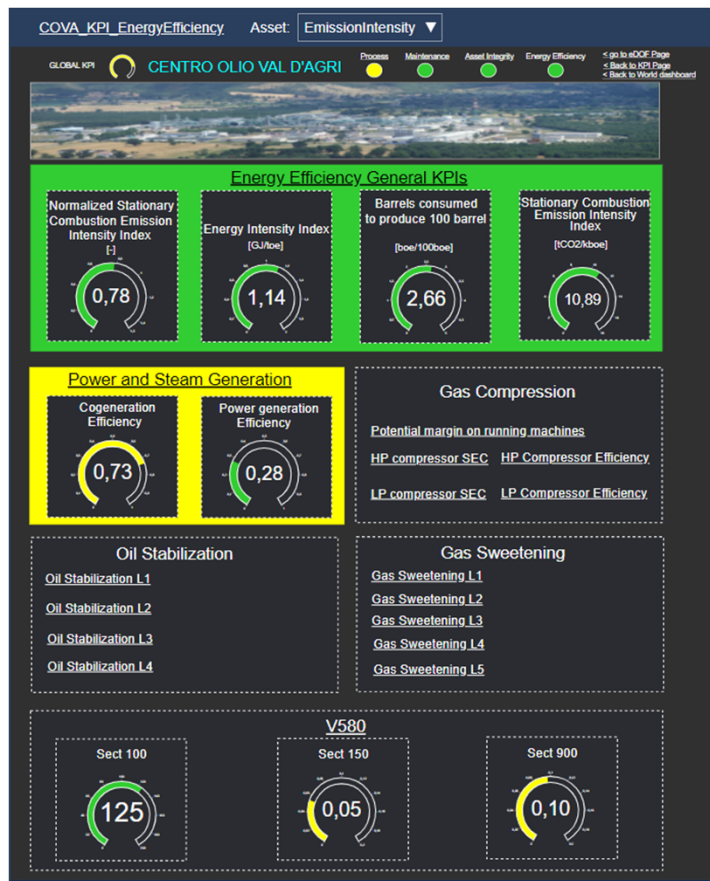 COVA_KPI_EnergyEfficiency Asset: EmissionIntensity ▼
GLOBAL KPI CENTRO OLIO VAL D'AGRI Process Maintenance Asset Integrity Energy Efficiency
< go to eDOF Page
< Back to KPI Page
< Back to World dashboard
Energy Efficiency General KPIs
Normalized Stationary
Combustion Emission
Intensity Index
[-]
0,78
Energy Intensity Index
[GJ/toe]
1,14
Barrels consumed
to produce 100 barrel
[boe/100boe]
2,66
Stationary Combustion
Emission Intensity
Index
[tCO2/kboe]
10,89
Power and Steam Generation
Cogeneration
Efficiency
0,73
Power generation
Efficiency
0,28
Gas Compression
Potential margin on running machines
HP compressor SEC HP Compressor Efficiency
LP compressor SEC LP Compressor Efficiency
Oil Stabilization
Oil Stabilization L1
Oil Stabilization L2
Oil Stabilization L3
Oil Stabilization L4
Gas Sweetening
Gas Sweetening L1
Gas Sweetening L2
Gas Sweetening L3
Gas Sweetening L4
Gas Sweetening L5
V580
Sect 100
125
Sect 150
0,05
Sect 900
0,10